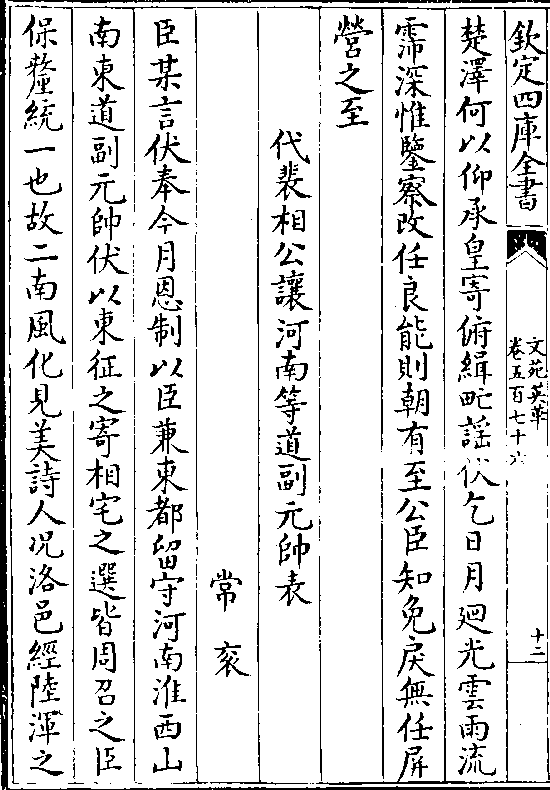 欽定四庫全書
文苑英華
卷五百七十六
十二
楚澤何以仰承皇寄俯緝甿謡伏乞日月廻光雲雨流
霈深惟鑒察改任良能則朝有至公臣知免戾無任屏
營之至
代裴相公讓河南等道副元帥表
常衮
臣某言伏奉今月恩制以臣兼東都留守河南淮西山
南東道副元帥伏以東征之寄相宅之選皆周召之臣
保釐統一也故二南風化見美詩人况洛邑經陸渾之